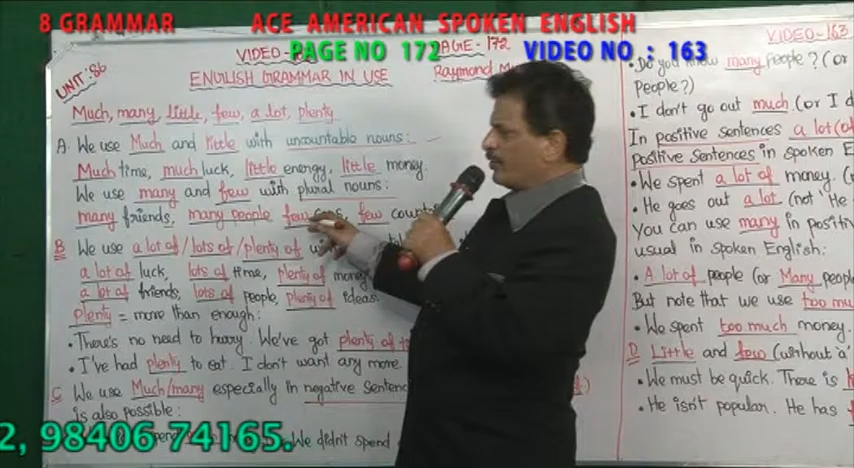 8 GRAMMAR ACE AMERICAN SPOKEN ENGLISH
PAGE NO 172 VIDEO NO : 163
VIDEO- PAGE- 172
UNIT: 86
ENGLISH GRAMMAR IN USE
Raymond
Much, many, little, few, a lot, plenty
A. We use Much and little with uncountable nouns:
Much time, much luck, little energy, little money.
We use many and few with plural nouns:
many friends, many people few cars, few
B We use a lot of/lots of/plenty of
a lot of luck, lots of time, plenty of money
a lot of friends, lots of people, plenty of ideas.
plenty = more than enough:
• There's no need to hurry. We've got plenty of
• I've had plenty to eat. I don't want any more.
C We use Much/many especially in negative
is also possible:
We didn't spend
VIDEO-163
• Do you know many people? (or
People?)
• I don't go out much (or I d
In positive sentences a lot (o
positive Sentences in spoken E
• We spent a lot of money. (
• He goes out a lot. (not 'He
You can use many in positiv
usual in spoken English:
• A lot of people (or Many people
But note that we use too mu
• We spent too much money.
D Little and few (without 'a'
• We must be quick. There is
• He isn't popular. He has
2, 98406 74165.